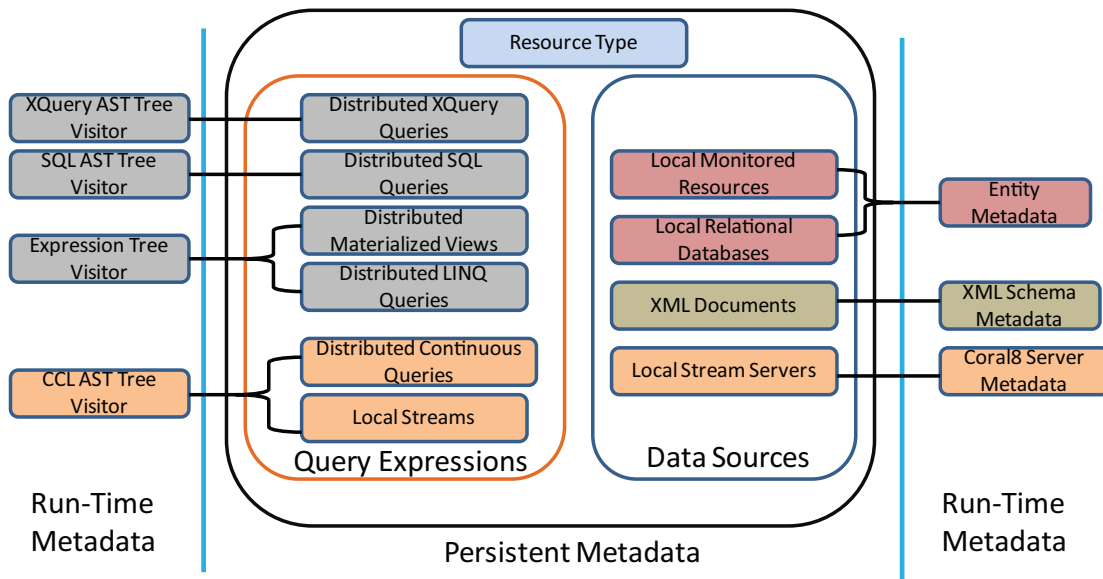 Resource Type
XQuery AST Tree
Visitor
SQL AST Tree
Visitor
Expression Tree
Visitor
CCL AST Tree
Visitor
Run-Time
Metadata
Distributed XQuery
Queries
Distributed SQL
Queries
Distributed
Materialized Views
Distributed LINQ
Queries
Distributed Continuous
Queries
Local Streams
Query Expressions
Local Monitored
Resources
Local Relational
Databases
XML Documents
Local Stream Servers
Data Sources
Persistent Metadata
Entity
Metadata
XML Schema
Metadata
Coral8 Server
Metadata
Run-Time
Metadata